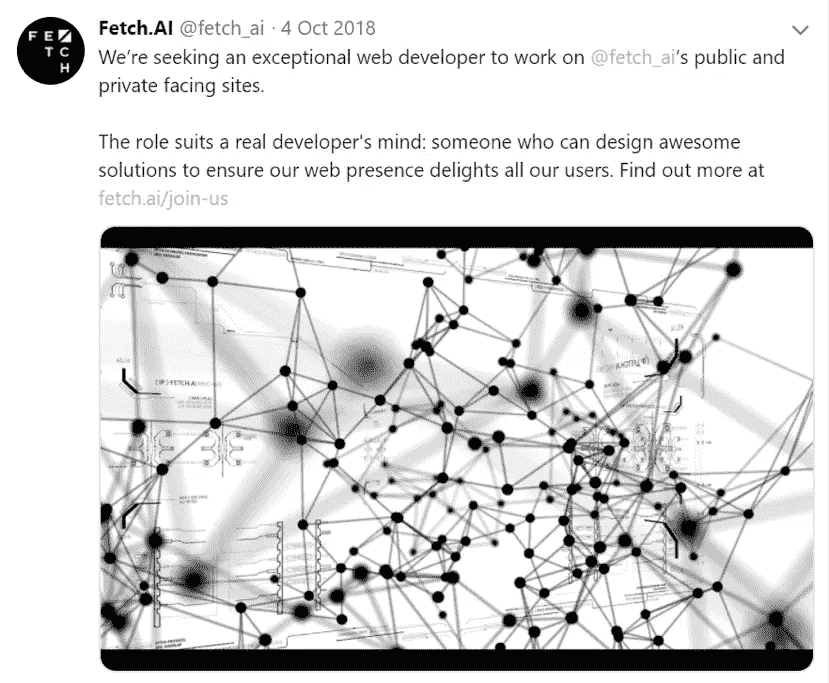 FE
TC
H
Fetch.AI @fetch_ai · 4 Oct 2018
We’re seeking an exceptional web developer to work on @fetch_ai’s public and
private facing sites.
The role suits a real developer's mind: someone who can design awesome
solutions to ensure our web presence delights all our users. Find out more at
fetch.ai/join-us